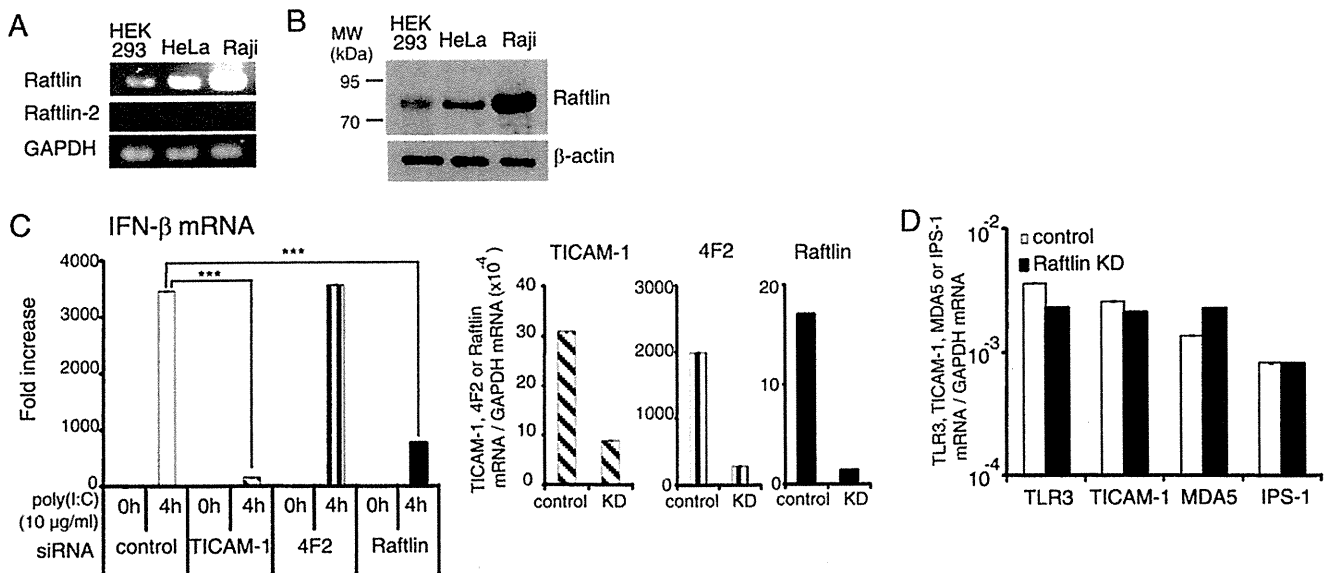 A
HEK
293 HeLa Raji
Raftlin
Raftlin-2
GAPDH
B
MW
(kDa)
HEK
293 HeLa Raji
95
70
Raftlin
β-actin
C
IFN-β mRNA
Fold increase
4000
3000
2000
1000
0
***
***
poly(I:C)
(10 µg/ml)
0h 4h 0h 4h 0h 4h 0h 4h
siRNA
control TICAM-1 4F2 Raftlin
TICAM-1, 4F2 or Raftlin
mRNA / GAPDH mRNA (x10-4)
TICAM-1
40
30
20
10
0
control KD
4F2
3000
2000
1000
0
control KD
Raftlin
20
10
0
control KD
D
TLR3, TICAM-1, MDA5 or IPS-1
mRNA / GAPDH mRNA
10-2
10-3
10-4
control
Raftlin KD
TLR3 TICAM-1 MDA5 IPS-1